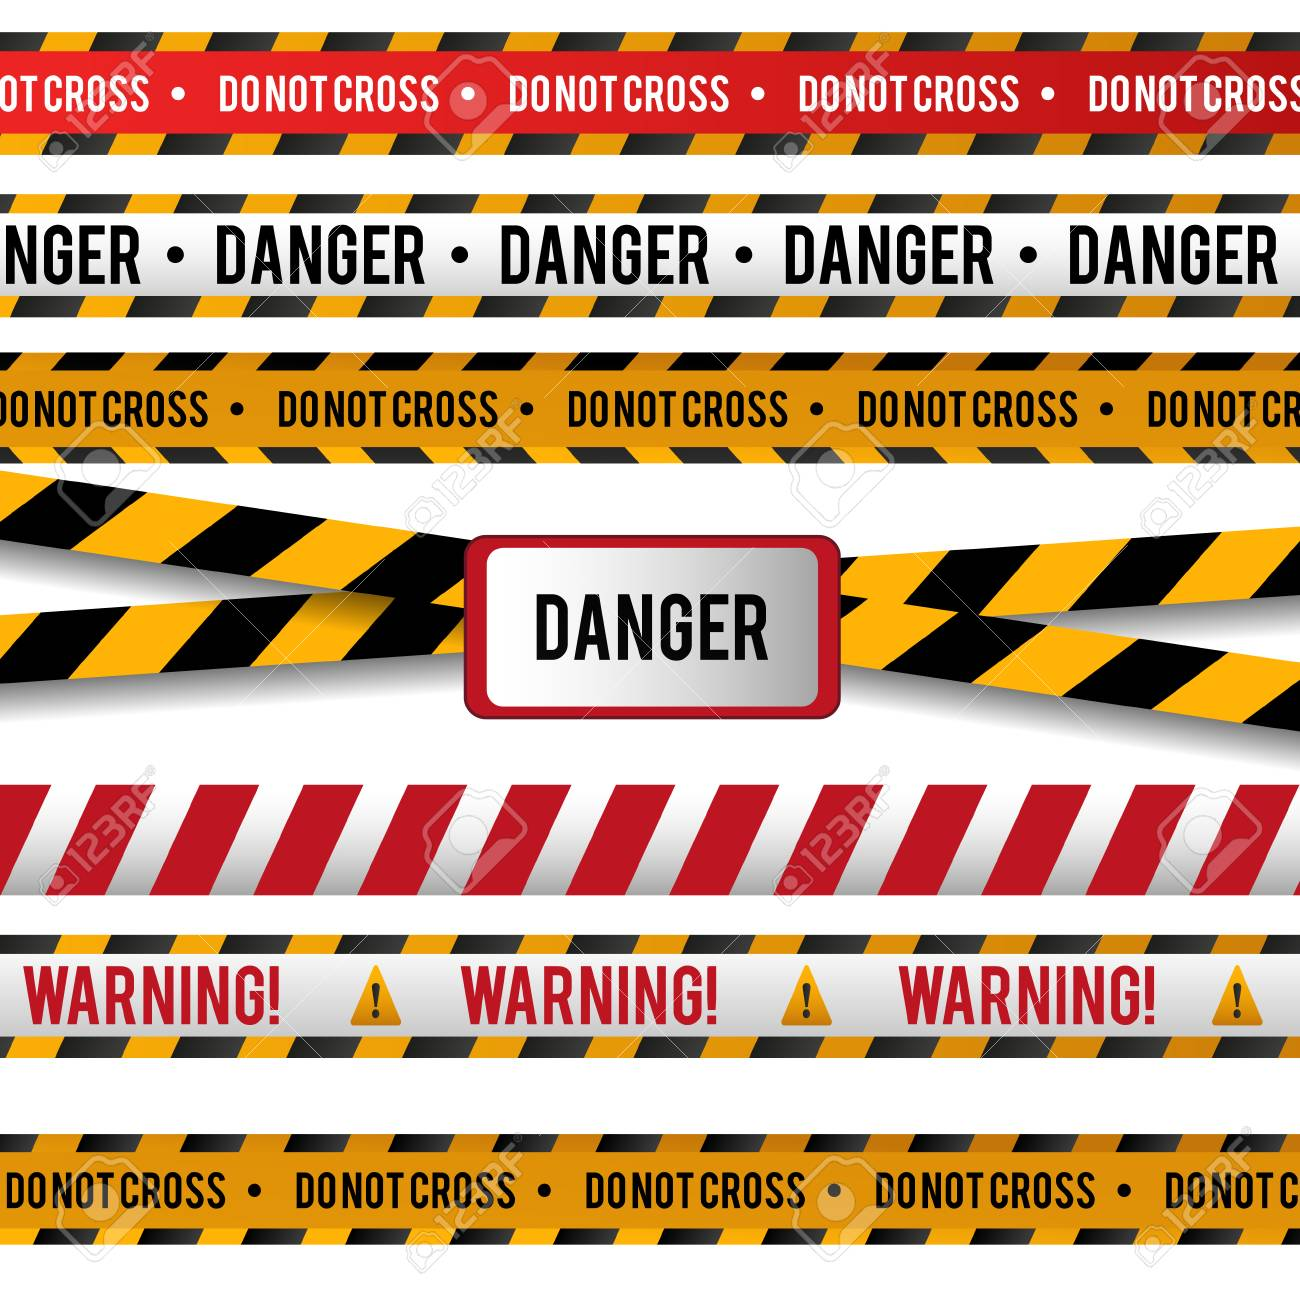 OT CROSS • DO NOT CROSS • DO NOT CROSS • DO NOT CROSS • DO NOT CROSS
NGER • DANGER • DANGER • DANGER • DANGER
DO NOT CROSS • DO NOT CROSS • DO NOT CROSS • DO NOT CROSS • DO NOT CR
DANGER
WARNING! ! WARNING! ! WARNING! !
DO NOT CROSS • DO NOT CROSS • DO NOT CROSS • DO NOT CROSS • DO NOT C
123RF